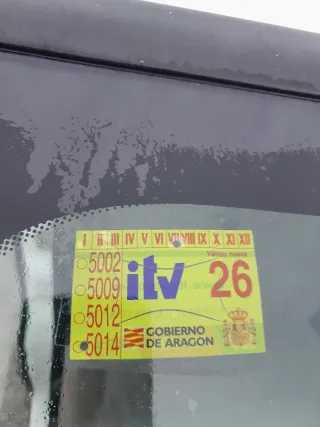 I II III IV V VI VII VIII IX X XI XII
válido hasta
5002
5009
5012
5014
itv
26
GOBIERNO
DE ARAGON